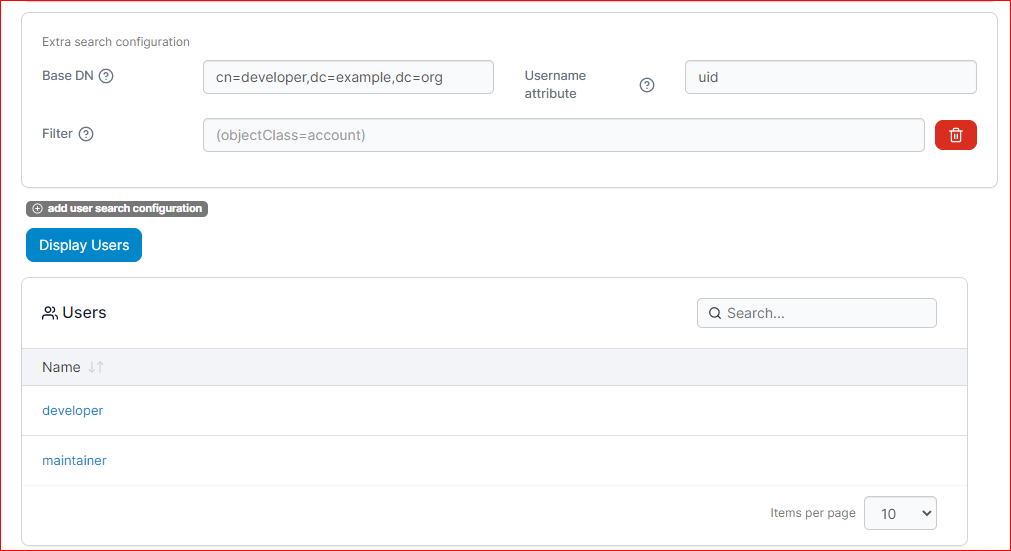 Extra search configuration
Base DN
cn=developer,dc=example,dc=org
Username
attribute
uid
Filter
(objectClass=account)
add user search configuration
Display Users
Users
Search...
Name
developer
maintainer
Items per page
10